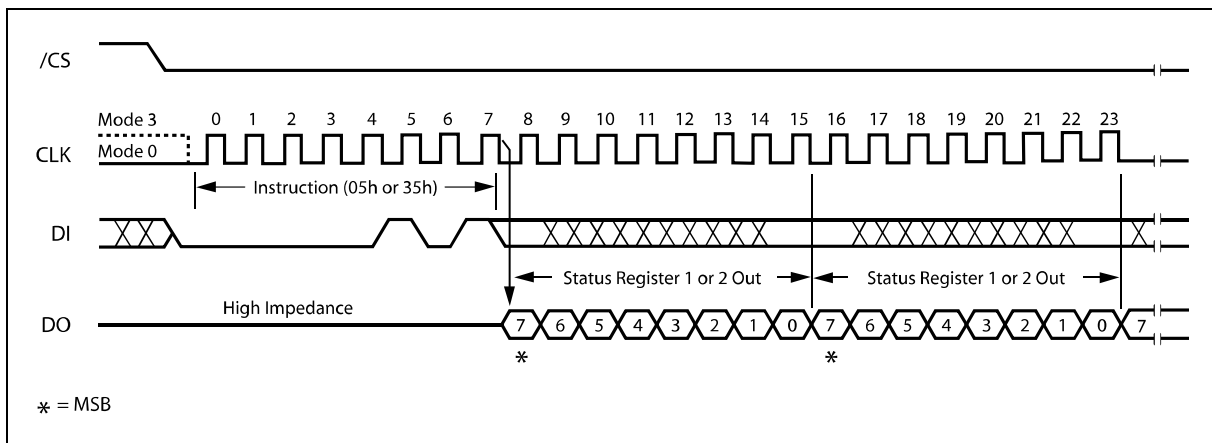 /CS
Mode 3
0 1 2 3 4 5 6 7 8 9 10 11 12 13 14 15 16 17 18 19 20 21 22 23
CLK
Mode 0
Instruction (05h or 35h)
DI
Status Register 1 or 2 Out
Status Register 1 or 2 Out
High Impedance
DO
7 6 5 4 3 2 1 0 7 6 5 4 3 2 1 0 7
* *
* = MSB